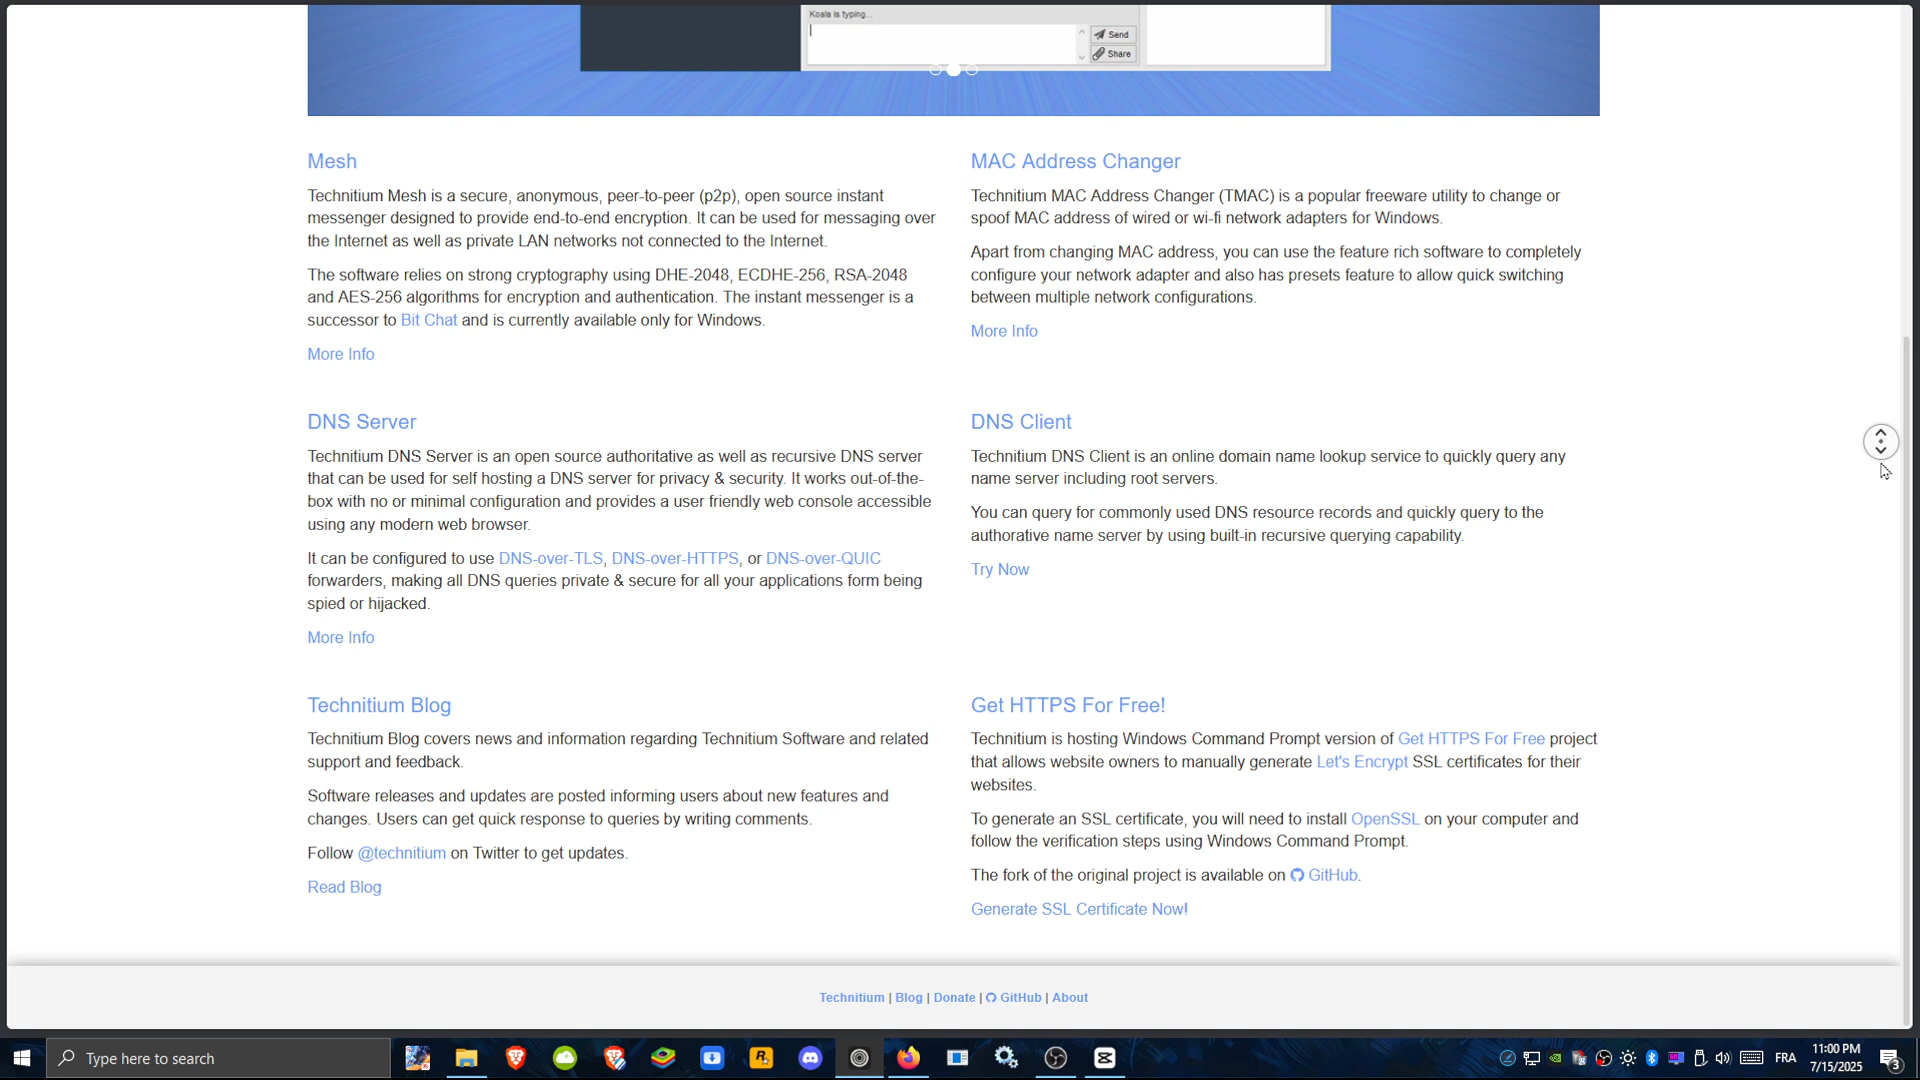 Koala is typing...
Send
Share
Mesh
Technitium Mesh is a secure, anonymous, peer-to-peer (p2p), open source instant
messenger designed to provide end-to-end encryption. It can be used for messaging over
the Internet as well as private LAN networks not connected to the Internet.
The software relies on strong cryptography using DHE-2048, ECDHE-256, RSA-2048
and AES-256 algorithms for encryption and authentication. The instant messenger is a
successor to Bit Chat and is currently available only for Windows.
More Info
MAC Address Changer
Technitium MAC Address Changer (TMAC) is a popular freeware utility to change or
spoof MAC address of wired or wi-fi network adapters for Windows.
Apart from changing MAC address, you can use the feature rich software to completely
configure your network adapter and also has presets feature to allow quick switching
between multiple network configurations.
More Info
DNS Server
Technitium DNS Server is an open source authoritative as well as recursive DNS server
that can be used for self hosting a DNS server for privacy & security. It works out-of-the-
box with no or minimal configuration and provides a user friendly web console accessible
using any modern web browser.
It can be configured to use DNS-over-TLS, DNS-over-HTTPS, or DNS-over-QUIC
forwarders, making all DNS queries private & secure for all your applications form being
spied or hijacked.
More Info
DNS Client
Technitium DNS Client is an online domain name lookup service to quickly query any
name server including root servers.
You can query for commonly used DNS resource records and quickly query to the
authorative name server by using built-in recursive querying capability.
Try Now
Technitium Blog
Technitium Blog covers news and information regarding Technitium Software and related
support and feedback.
Software releases and updates are posted informing users about new features and
changes. Users can get quick response to queries by writing comments.
Follow @technitium on Twitter to get updates.
Read Blog
Get HTTPS For Free!
Technitium is hosting Windows Command Prompt version of Get HTTPS For Free project
that allows website owners to manually generate Let's Encrypt SSL certificates for their
websites.
To generate an SSL certificate, you will need to install OpenSSL on your computer and
follow the verification steps using Windows Command Prompt.
The fork of the original project is available on GitHub.
Generate SSL Certificate Now!
Technitium | Blog | Donate | GitHub | About
Type here to search
FRA
11:00 PM
7/15/2025
3